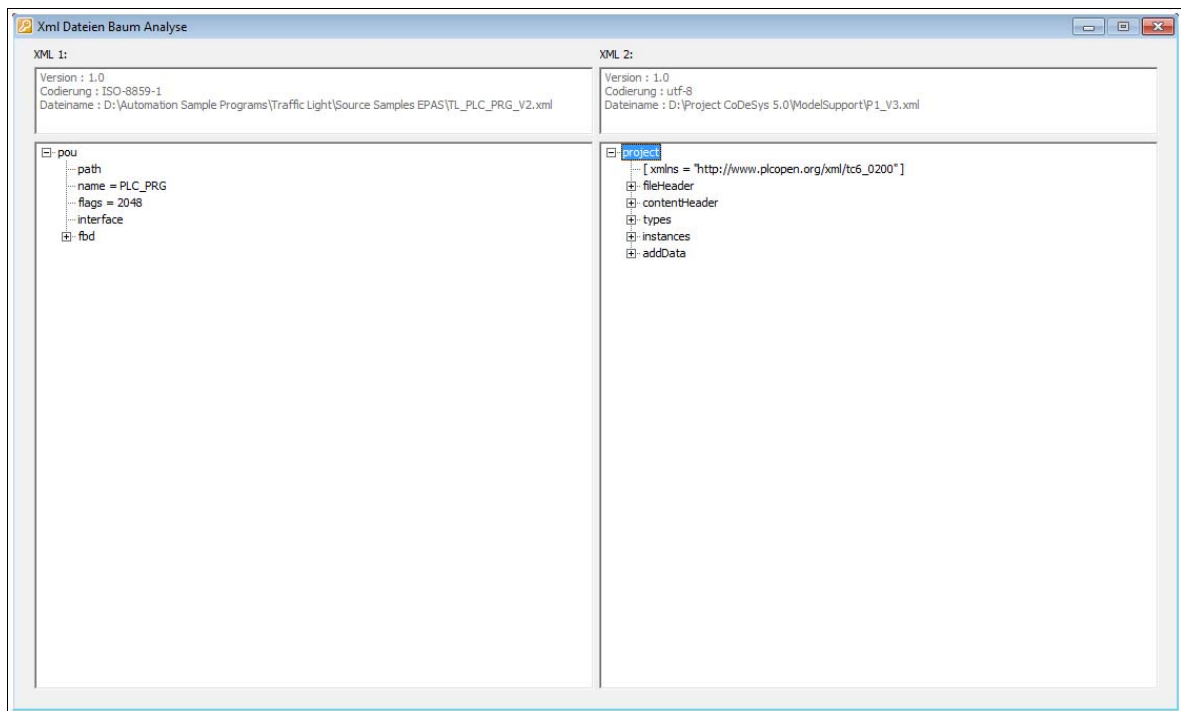 Xml Dateien Baum Analyse
XML 1:
Version : 1.0
Codierung : ISO-8859-1
Dateiname : D:\Automation Sample Programs\Traffic Light\Source Samples EPAS\TL_PLC_PRG_V2.xml
pou
path
name = PLC_PRG
flags = 2048
interface
fbd
XML 2:
Version : 1.0
Codierung : utf-8
Dateiname : D:\Project CoDeSys 5.0\ModelSupport\P1_V3.xml
project
[ xmlns = "http://www.plcopen.org/xml/tc6_0200" ]
fileHeader
contentHeader
types
instances
addData